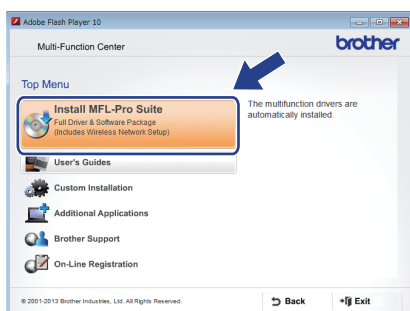 Adobe Flash Player 10
Multi-Function Center
brother
Top Menu
Install MFL-Pro Suite
Full Driver & Software Package
(Includes Wireless Network Setup)
The multifunction drivers are
automatically installed.
User's Guides
Custom Installation
Additional Applications
Brother Support
On-Line Registration
© 2001-2013 Brother Industries, Ltd. All Rights Reserved.
Back
Exit